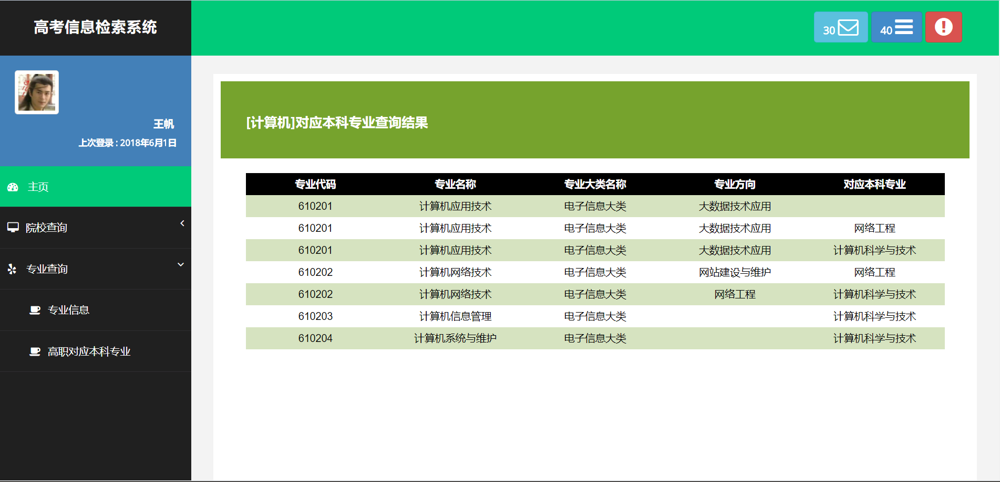 高考信息检索系统
30
40
王帆
上次登录 : 2018年6月1日
主页
院校查询
专业查询
专业信息
高职对应本科专业
[计算机]对应本科专业查询结果
专业代码 专业名称 专业大类名称 专业方向 对应本科专业
610201 计算机应用技术 电子信息大类 大数据技术应用
610201 计算机应用技术 电子信息大类 大数据技术应用 网络工程
610201 计算机应用技术 电子信息大类 大数据技术应用 计算机科学与技术
610202 计算机网络技术 电子信息大类 网站建设与维护 网络工程
610202 计算机网络技术 电子信息大类 网络工程 计算机科学与技术
610203 计算机信息管理 电子信息大类 计算机科学与技术
610204 计算机系统与维护 电子信息大类 计算机科学与技术